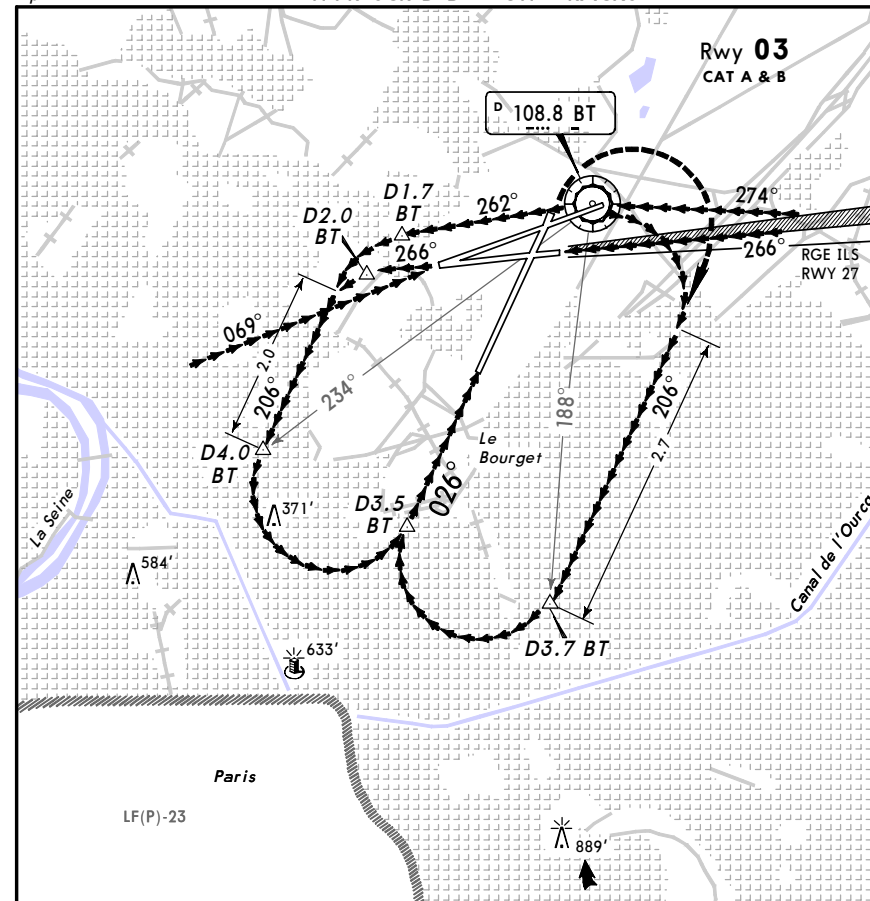 Rwy 03
CAT A & B
D 108.8 BT
D1.7
BT
262°
274°
D2.0
BT
266°
266°
RGE ILS
RWY 27
069°
2.0
206°
234°
188°
206°
2.7
D4.0
BT
Le
Bourget
026°
D3.5
BT
371'
La Seine
584'
Canal de l'Ourcq
D3.7 BT
633'
Paris
LF(P)-23
889'